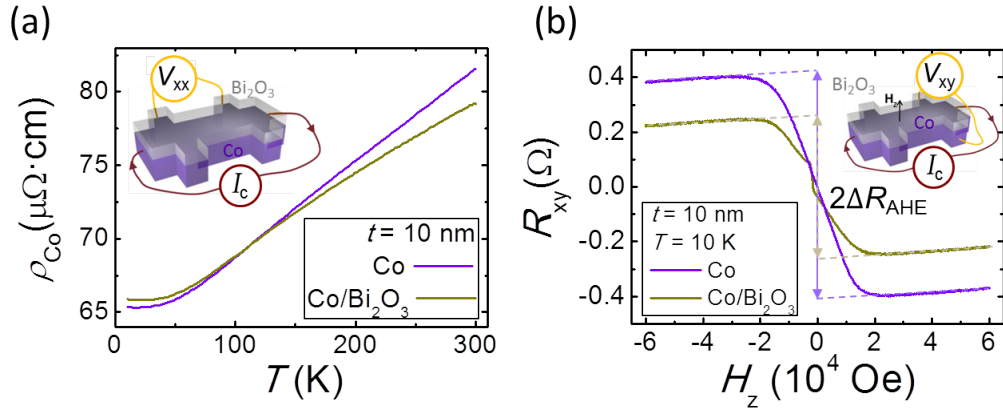 (a)
ρCo(μΩ·cm)
80
75
70
65
0
100
200
300
T (K)
Vxx
Bi2O3
Co
Ic
t = 10 nm
Co
Co/Bi2O3
(b)
Rxy(Ω)
0.4
0.2
0.0
-0.2
-0.4
-6
-4
-2
0
2
4
6
Hz (10⁴ Oe)
Bi2O3
Vxy
Hz
Co
Ic
2ΔRAHE
t = 10 nm
T = 10 K
Co
Co/Bi2O3